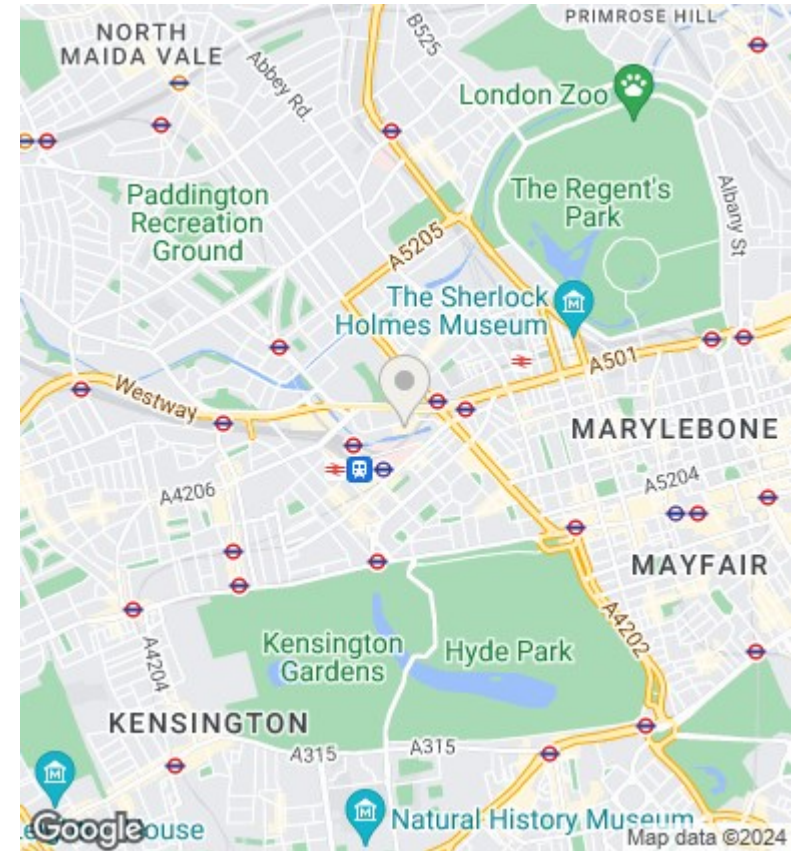 PRIMROSE HILL
NORTH
MAIDA VALE
B525
Abbey Rd.
London Zoo
Paddington
Recreation
Ground
The Regent's
Park
Albany St
A5205
The Sherlock
Holmes Museum
A501
Westway
MARYLEBONE
A4206
A5204
MAYFAIR
A4202
Kensington
Gardens
Hyde Park
A4204
KENSINGTON
A315
A315
Natural History Museum
ouse
Google
Map data ©2024